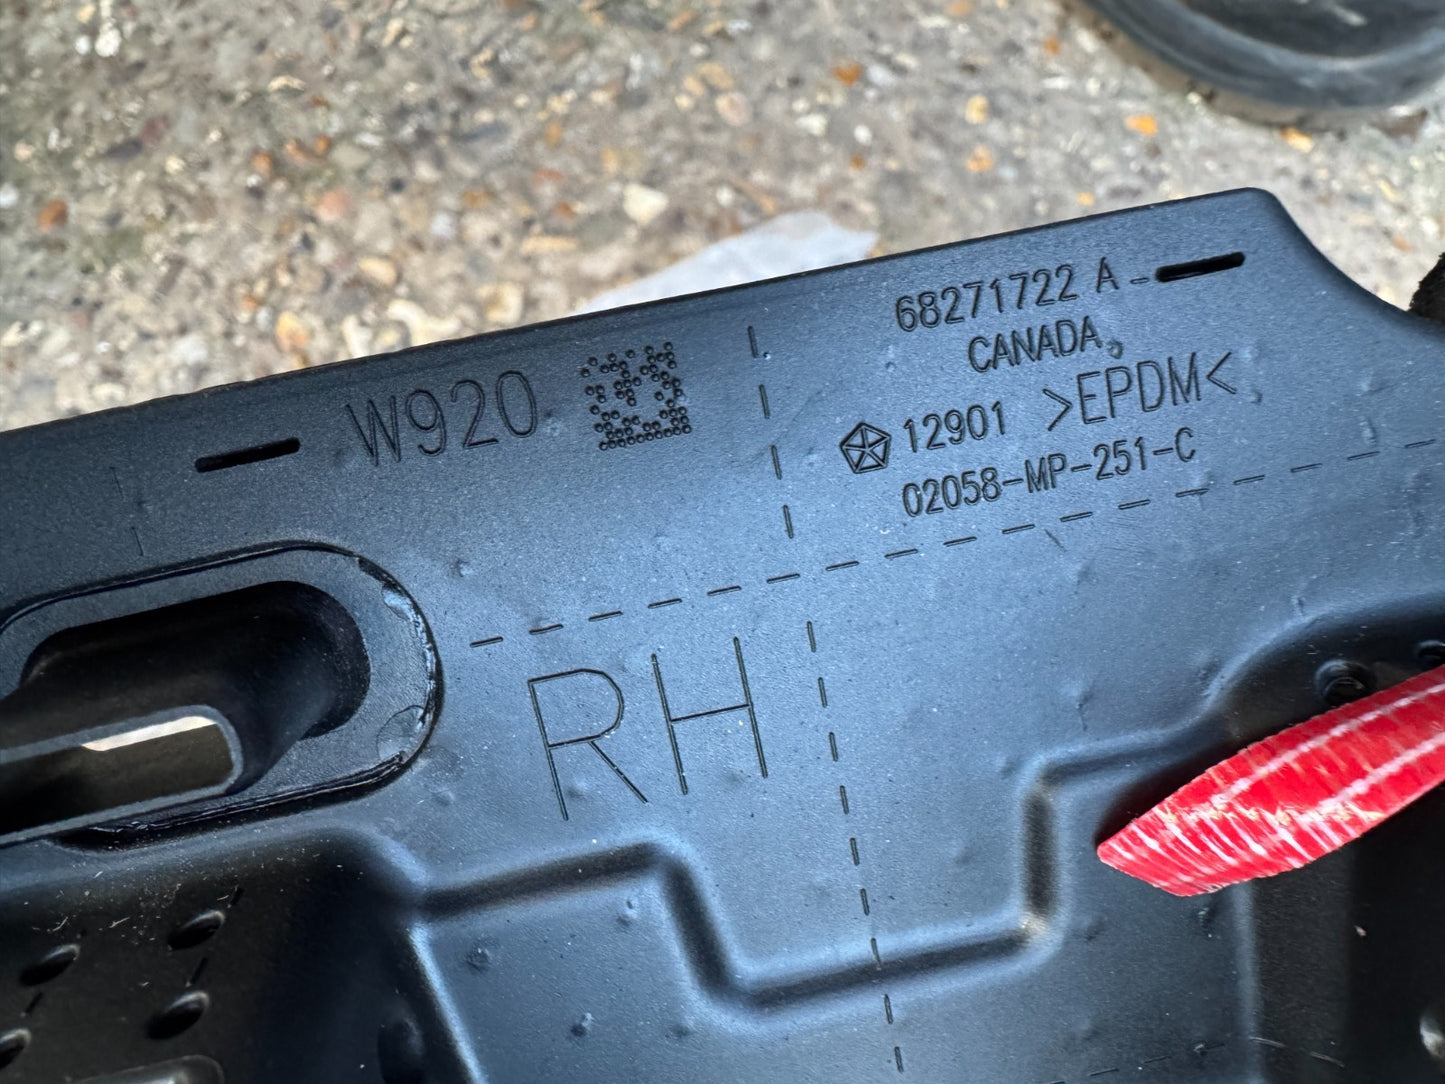 W920
68271722 A
CANADA
12901 >EPDM<
02058-MP-251-C
RH